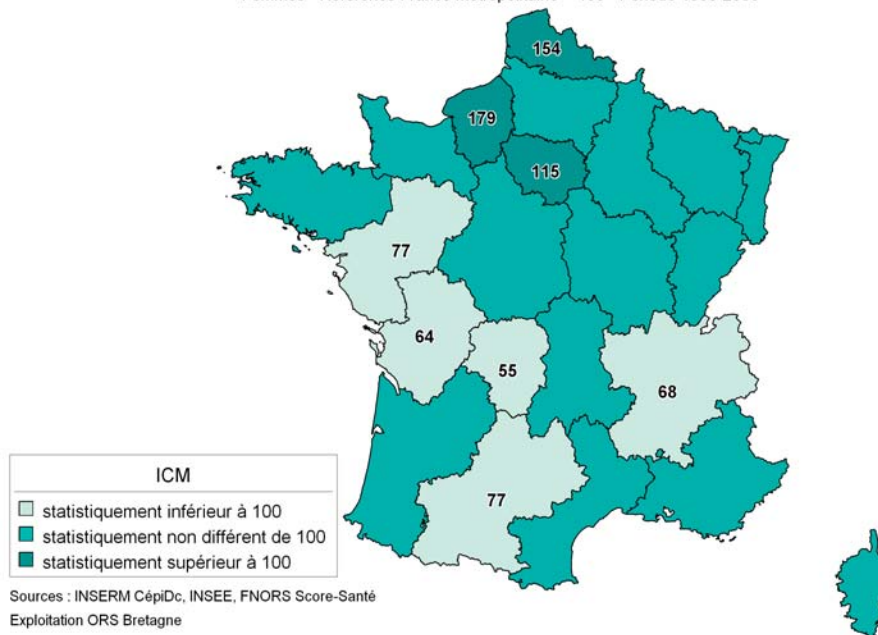 154
179
115
77
64
55
68
77
ICM
statistiquement inférieur à 100
statistiquement non différent de 100
statistiquement supérieur à 100
Sources : INSERM CépiDc, INSEE, FNORS Score-Santé
Exploitation ORS Bretagne